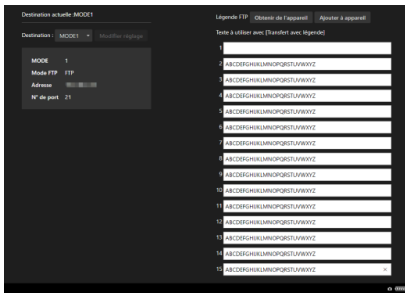 Destination actuelle :MODE1
Destination : MODE1 Modifier réglage
MODE 1
Mode FTP FTP
Adresse
N° de port 21
Légende FTP Obtenir de l'appareil Ajouter à appareil
Texte à utiliser avec [Transfert avec légende]
1
2 ABCDEFGHIJKLMNOPQRSTUVWXYZ
3 ABCDEFGHIJKLMNOPQRSTUVWXYZ
4 ABCDEFGHIJKLMNOPQRSTUVWXYZ
5 ABCDEFGHIJKLMNOPQRSTUVWXYZ
6 ABCDEFGHIJKLMNOPQRSTUVWXYZ
7 ABCDEFGHIJKLMNOPQRSTUVWXYZ
8 ABCDEFGHIJKLMNOPQRSTUVWXYZ
9 ABCDEFGHIJKLMNOPQRSTUVWXYZ
10 ABCDEFGHIJKLMNOPQRSTUVWXYZ
11 ABCDEFGHIJKLMNOPQRSTUVWXYZ
12 ABCDEFGHIJKLMNOPQRSTUVWXYZ
13 ABCDEFGHIJKLMNOPQRSTUVWXYZ
14 ABCDEFGHIJKLMNOPQRSTUVWXYZ
15 ABCDEFGHIJKLMNOPQRSTUVWXYZ ×